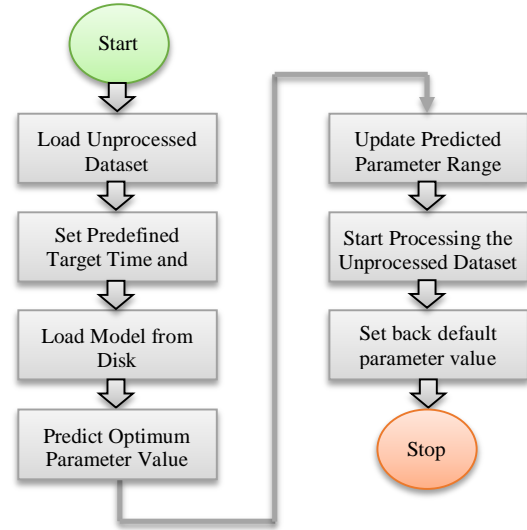 Start
Load Unprocessed
Dataset
Set Predefined
Target Time and
Load Model from
Disk
Predict Optimum
Parameter Value
Update Predicted
Parameter Range
Start Processing the
Unprocessed Dataset
Set back default
parameter value
Stop